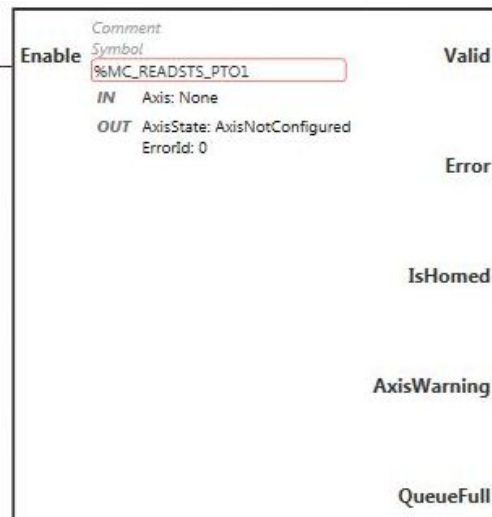 Comment
Enable
Symbol
Valid
%MC_READSTS_PTO1
IN Axis: None
OUT AxisState: AxisNotConfigured
ErrorId: 0
Error
IsHomed
AxisWarning
QueueFull